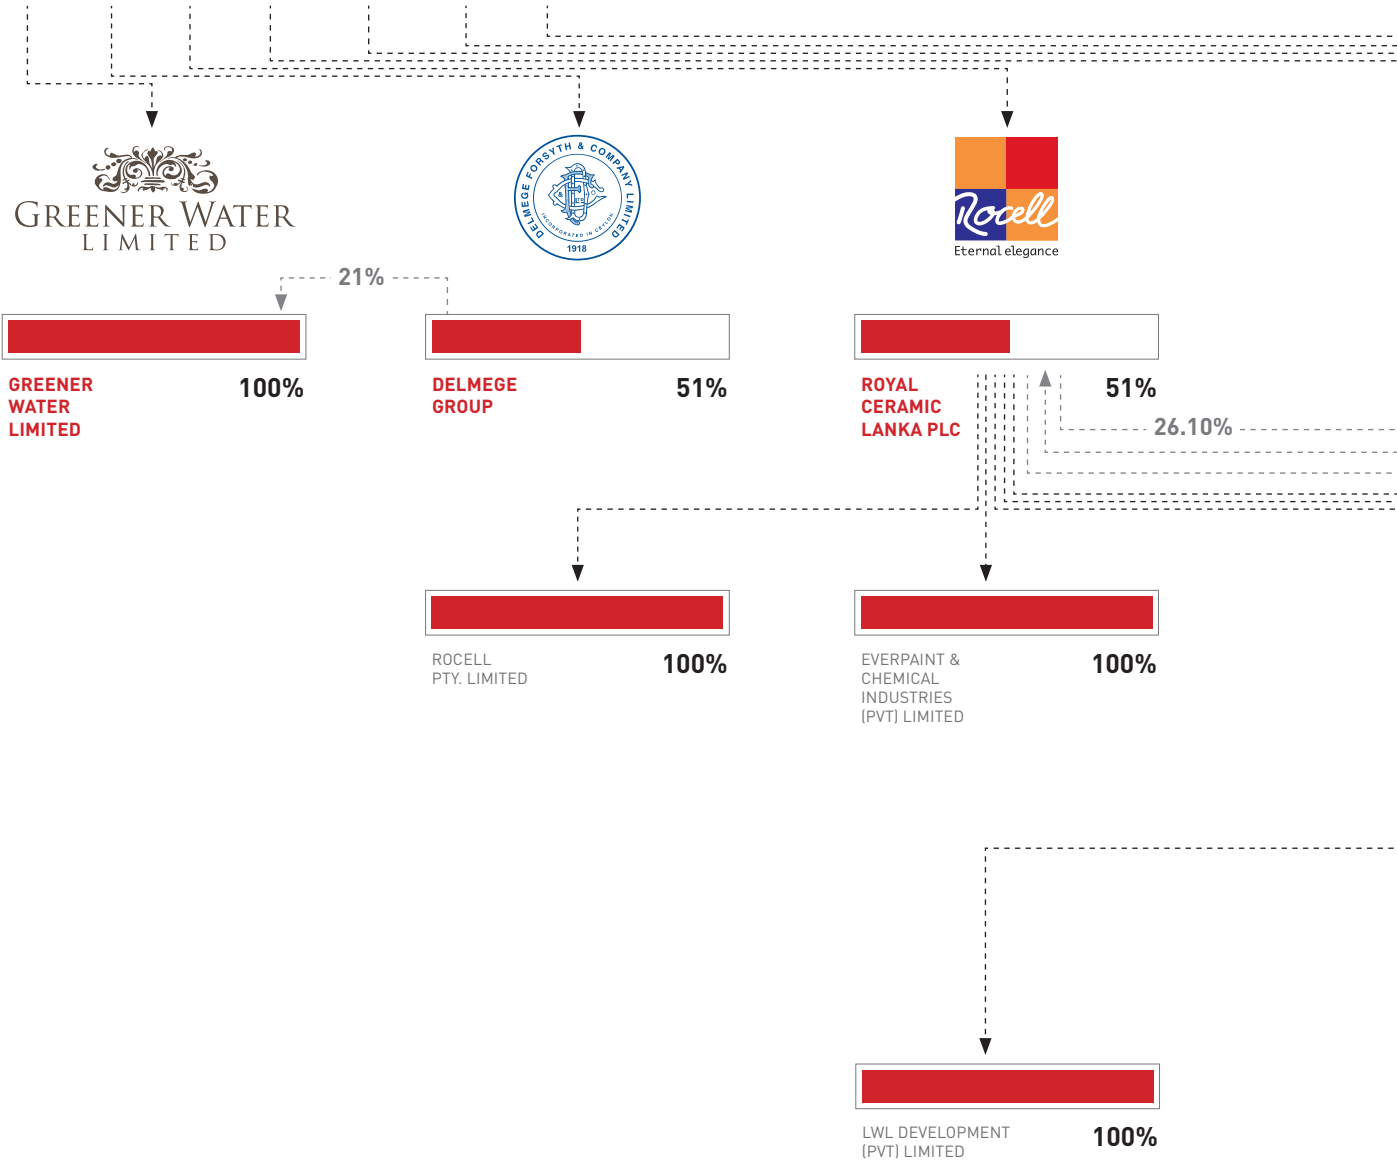 GREENER WATER
LIMITED
DELMEGE FORSYTH & COMPANY LIMITED
INCORPORATED IN CEYLON
1918
Rocell
Eternal elegance
21%
GREENER
WATER
LIMITED
100%
DELMEGE
GROUP
51%
ROYAL
CERAMIC
LANKA PLC
51%
26.10%
ROCELL
PTY. LIMITED
100%
EVERPAINT &
CHEMICAL
INDUSTRIES
(PVT) LIMITED
100%
LWL DEVELOPMENT
(PVT) LIMITED
100%